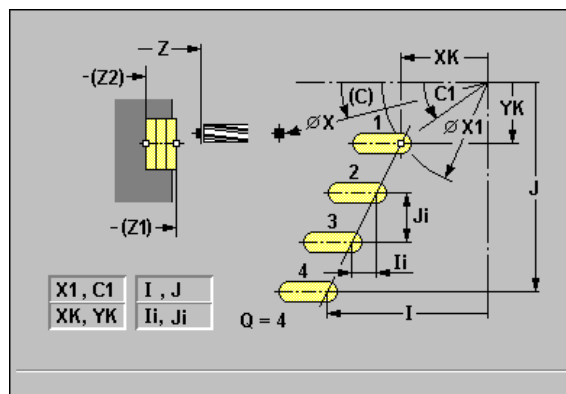 Z
XK
(Z2)
(C)
C1
YK
ØX
ØX1
1
2
J
3
Ji
(Z1)
4
Ii
X1, C1
I , J
XK, YK
Ii, Ji
Q = 4
I